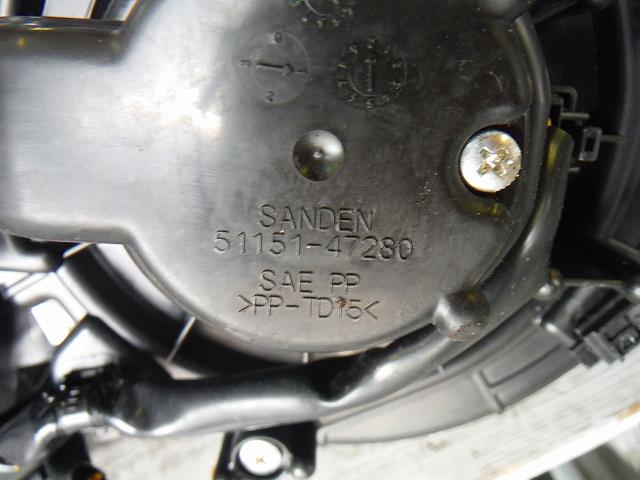 SANDEN
51151-47280
SAE PP
>PP-TD15<